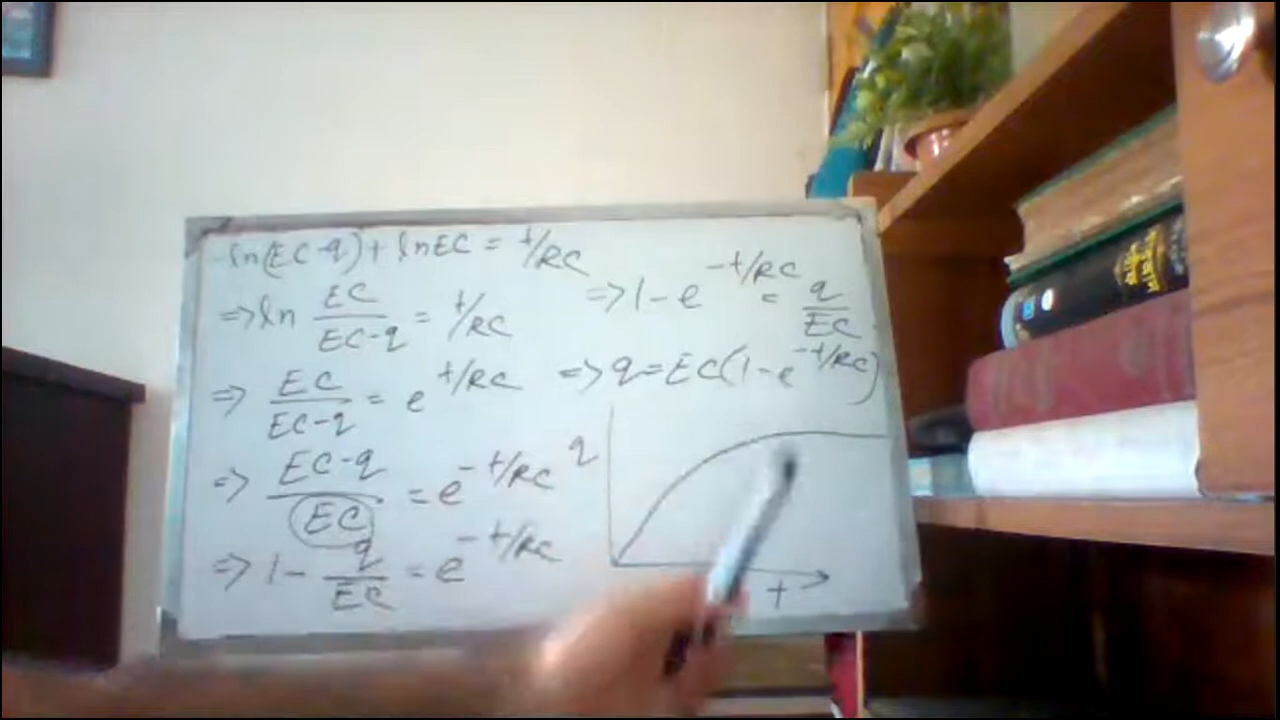 -ln(EC-q) + lnEC = t/RC
⇒ ln EC/(EC-q) = t/RC
⇒ EC/(EC-q) = e^(t/RC)
⇒ (EC-q)/EC = e^(-t/RC)
⇒ 1 - q/EC = e^(-t/RC)
⇒ 1 - e^(-t/RC) = q/EC
⇒ q = EC(1 - e^(-t/RC))
q
t